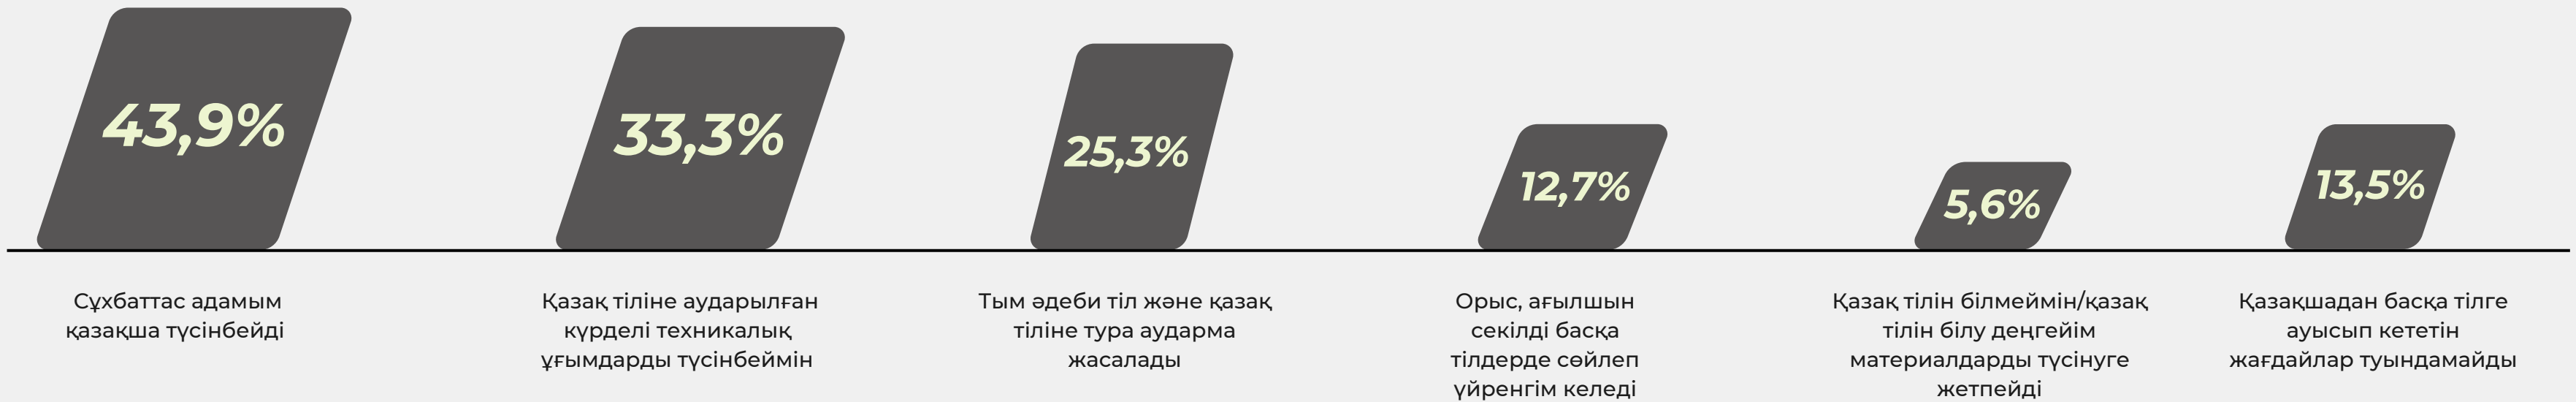 43,9%
33,3%
25,3%
12,7%
5,6%
13,5%
Сұхбаттас адамым
қазақша түсінбейді
Қазақ тіліне аударылған
күрделі техникалық
ұғымдарды түсінбеймін
Тым әдеби тіл және қазақ
тіліне тура аударма
жасалады
Орыс, ағылшын
секілді басқа
тілдерде сөйлеп
үйренгім келеді
Қазақ тілін білмеймін/қазақ
тілін білу деңгейім
материалдарды түсінуге
жетпейді
Қазақшадан басқа тілге
ауысып кететін
жағдайлар туындамайды